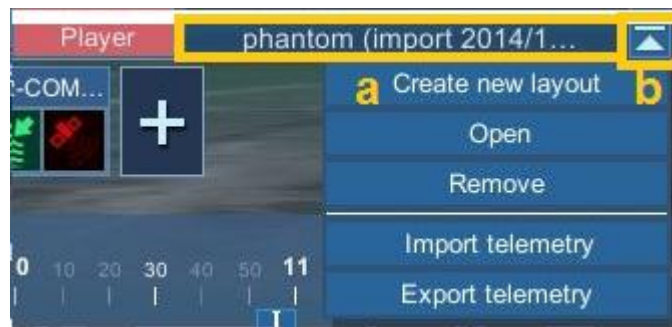 Player
phantom (import 2014/1...
R-COM...
a Create new layout b
Open
Remove
Import telemetry
0 10 20 30 40 50 11
Export telemetry